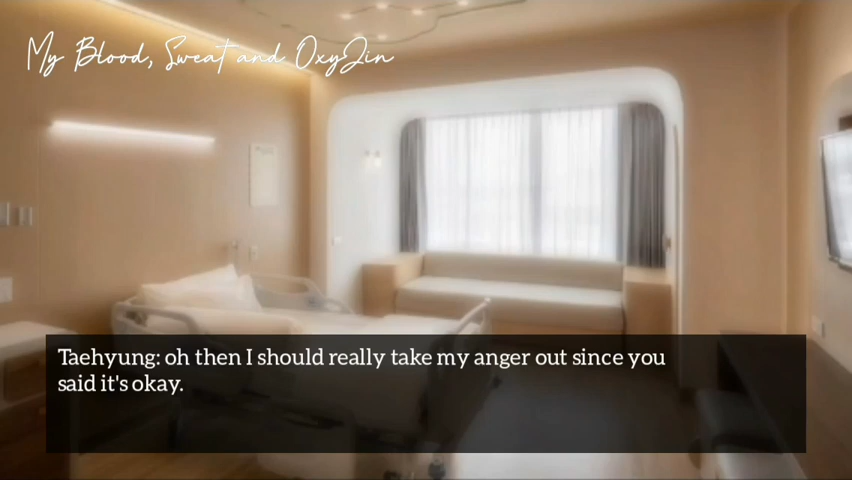 My Blood, Sweat and OxyJin
Taehyung: oh then I should really take my anger out since you
said it's okay.